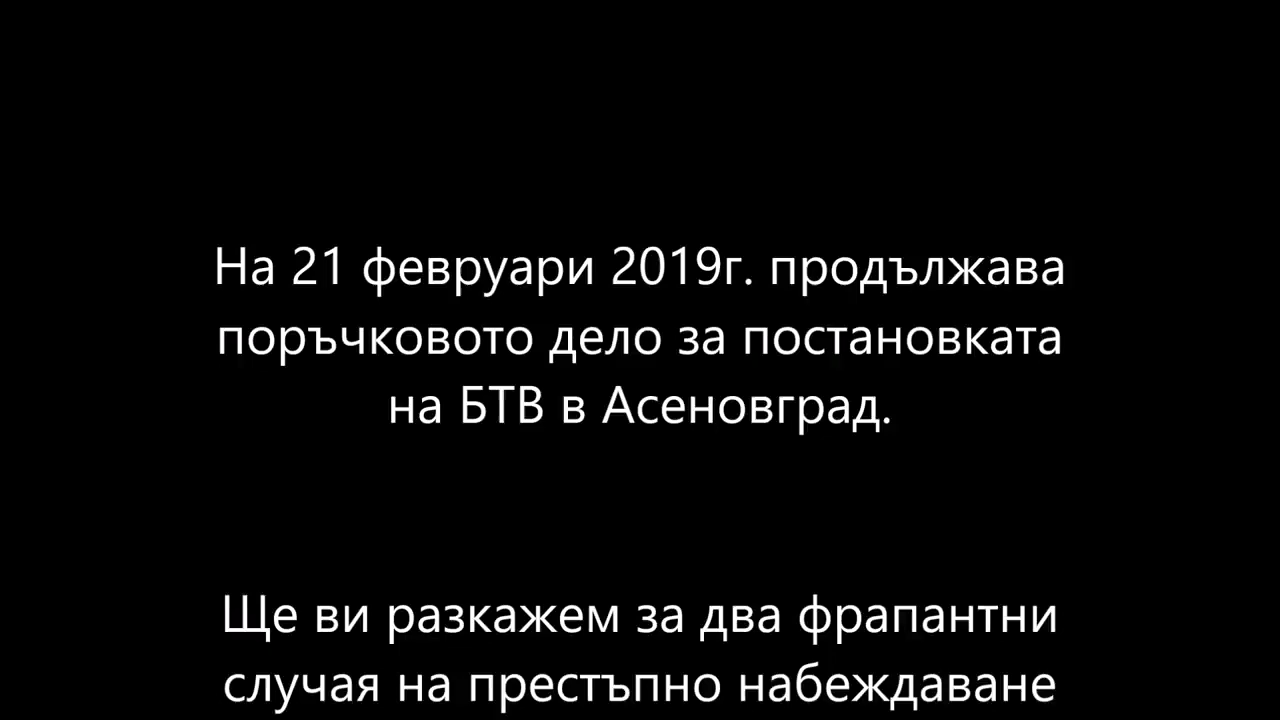 На 21 февруари 2019г. продължава
поръчковото дело за постановката
на БТВ в Асеновград.
Ще ви разкажем за два фрапантни
случая на престъпно набеждаване